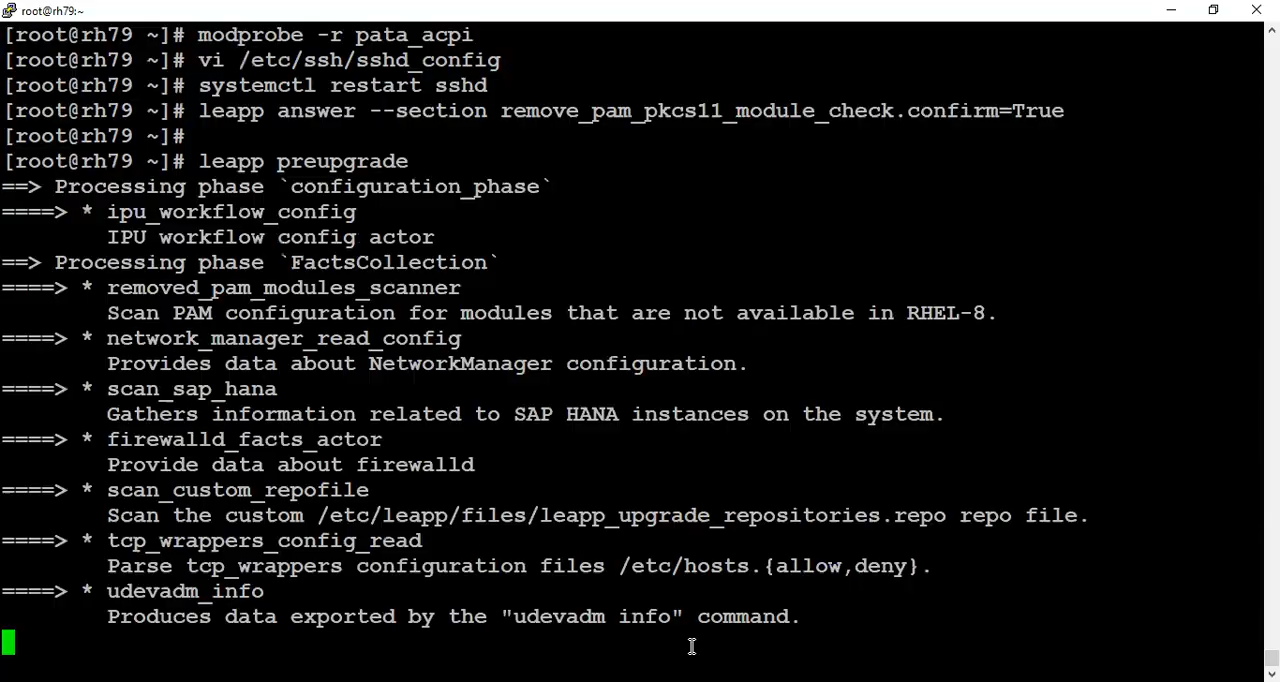 root@rh79:~
[root@rh79 ~]# modprobe -r pata_acpi
[root@rh79 ~]# vi /etc/ssh/sshd_config
[root@rh79 ~]# systemctl restart sshd
[root@rh79 ~]# leapp answer --section remove_pam_pkcs11_module_check.confirm=True
[root@rh79 ~]#
[root@rh79 ~]# leapp preupgrade
==> Processing phase `configuration_phase`
====> * ipu_workflow_config
IPU workflow config actor
==> Processing phase `FactsCollection`
====> * removed_pam_modules_scanner
Scan PAM configuration for modules that are not available in RHEL-8.
====> * network_manager_read_config
Provides data about NetworkManager configuration.
====> * scan_sap_hana
Gathers information related to SAP HANA instances on the system.
====> * firewalld_facts_actor
Provide data about firewalld
====> * scan_custom_repofile
Scan the custom /etc/leapp/files/leapp_upgrade_repositories.repo repo file.
====> * tcp_wrappers_config_read
Parse tcp_wrappers configuration files /etc/hosts.{allow,deny}.
====> * udevadm_info
Produces data exported by the "udevadm info" command.